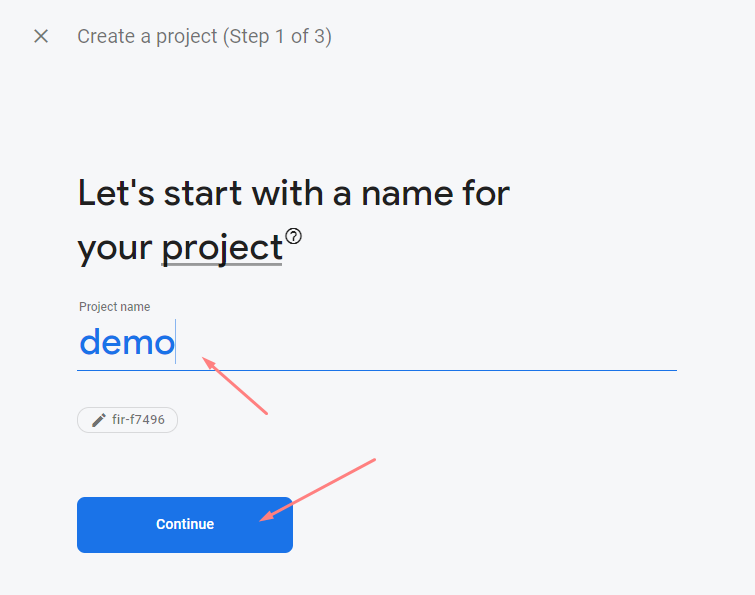 Create a project (Step 1 of 3)
Let's start with a name for
your project
Project name
demo
fir-f7496
Continue